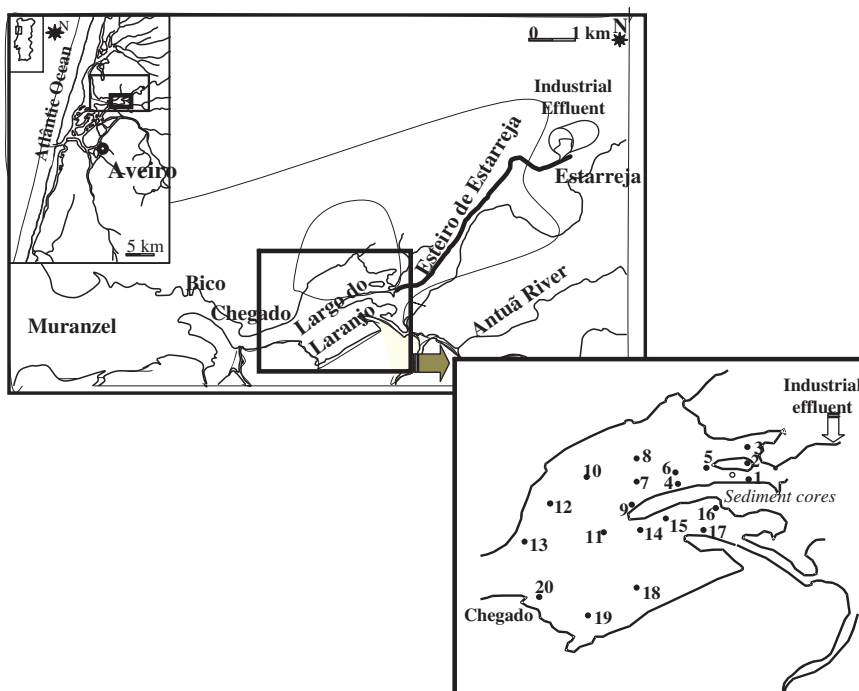 N
Atlântic Ocean
Aveiro
5 km
0 1 km
N
Industrial
Effluent
Estarreja
Esteiro de Estarreja
Bico
Chegado
Largo do
Laranjo
Muranzel
Antuã River
Industrial
effluent
3
8
5
2
10
6
7
4
1
Sediment cores
12
9
16
11
14
15
17
13
20
18
Chegado
19